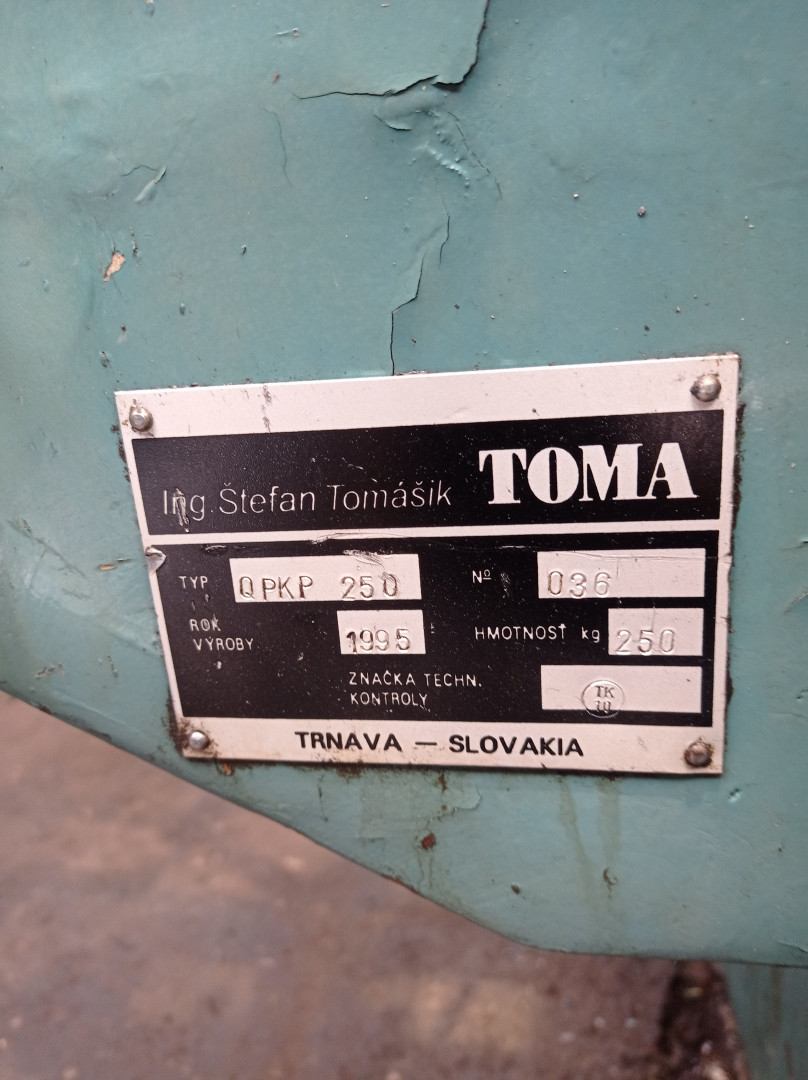 Ing. Štefan Tomášik TOMA
TYP QPKP 250 Nº 036
ROK VÝROBY 1995 HMOTNOSŤ kg 250
ZNAČKA TECHN. KONTROLY TK
TRNAVA — SLOVAKIA